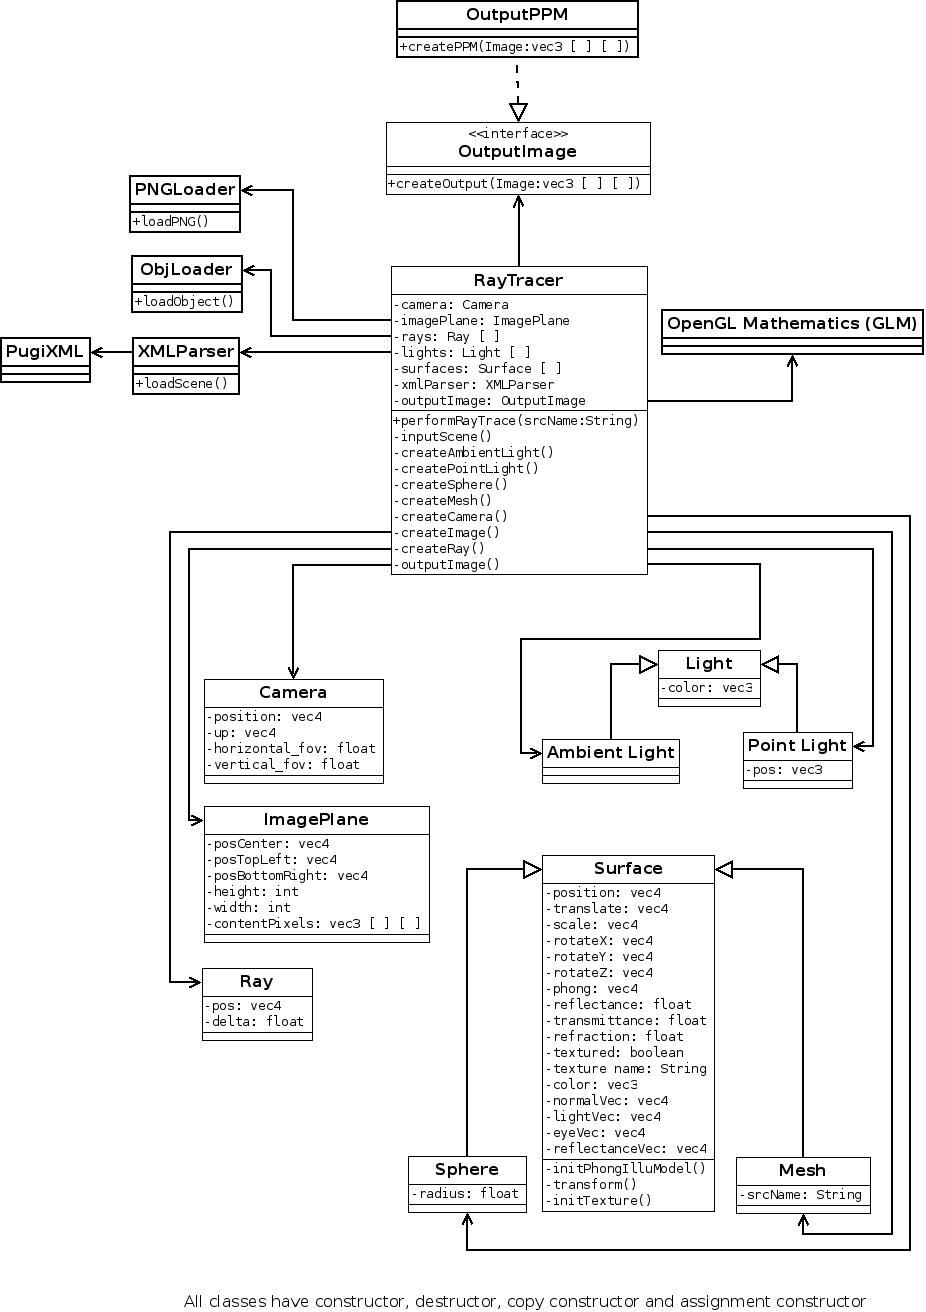 OutputPPM
+createPPM(Image:vec3 [ ] [ ])
<<interface>>
OutputImage
+createOutput(Image:vec3 [ ] [ ])
PNGLoader
+loadPNG()
ObjLoader
+loadObject()
PugiXML
XMLParser
+loadScene()
RayTracer
-camera: Camera
-imagePlane: ImagePlane
-rays: Ray [ ]
-lights: Light [ ]
-surfaces: Surface [ ]
-xmlParser: XMLParser
-outputImage: OutputImage
+performRayTrace(srcName:String)
-inputScene()
-createAmbientLight()
-createPointLight()
-createSphere()
-createMesh()
-createCamera()
-createImage()
-createRay()
-outputImage()
OpenGL Mathematics (GLM)
Camera
-position: vec4
-up: vec4
-horizontal_fov: float
-vertical_fov: float
Light
-color: vec3
Ambient Light
Point Light
-pos: vec3
ImagePlane
-posCenter: vec4
-posTopLeft: vec4
-posBottomRight: vec4
-height: int
-width: int
-contentPixels: vec3 [ ] [ ]
Ray
-pos: vec4
-delta: float
Surface
-position: vec4
-translate: vec4
-scale: vec4
-rotateX: vec4
-rotateY: vec4
-rotateZ: vec4
-phong: vec4
-reflectance: float
-transmittance: float
-refraction: float
-textured: boolean
-texture name: String
-color: vec3
-normalVec: vec4
-lightVec: vec4
-eyeVec: vec4
-reflectanceVec: vec4
-initPhongIlluModel()
-transform()
-initTexture()
Sphere
-radius: float
Mesh
-srcName: String
All classes have constructor, destructor, copy constructor and assignment constructor